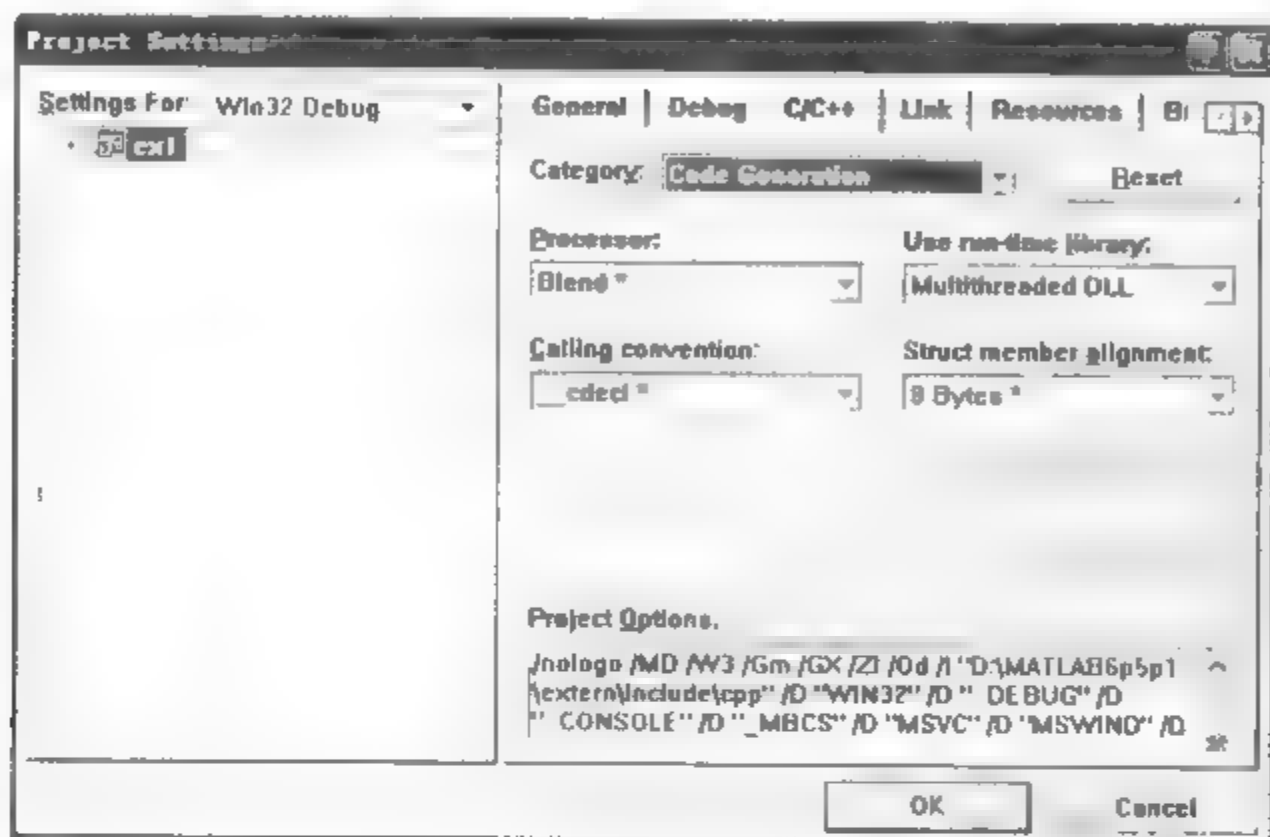 Project Settings
Settings For: Win32 Debug
ex1
General Debug C/C++ Link Resources
Category: Code Generation Reset
Processor: Use run-time library:
Blend * Multithreaded DLL
Calling convention: Struct member alignment:
__cdecl * 8 Bytes *
Project Options.
/nologo /MD /W3 /Gm /GX /ZI /Od /I "D:\MATLAB6p5p1
\extern\include\cpp" /D "WIN32" /D "_DEBUG" /D
"_CONSOLE" /D "_MBCS" /D "MSVC" /D "MSWIND" /D
OK Cancel